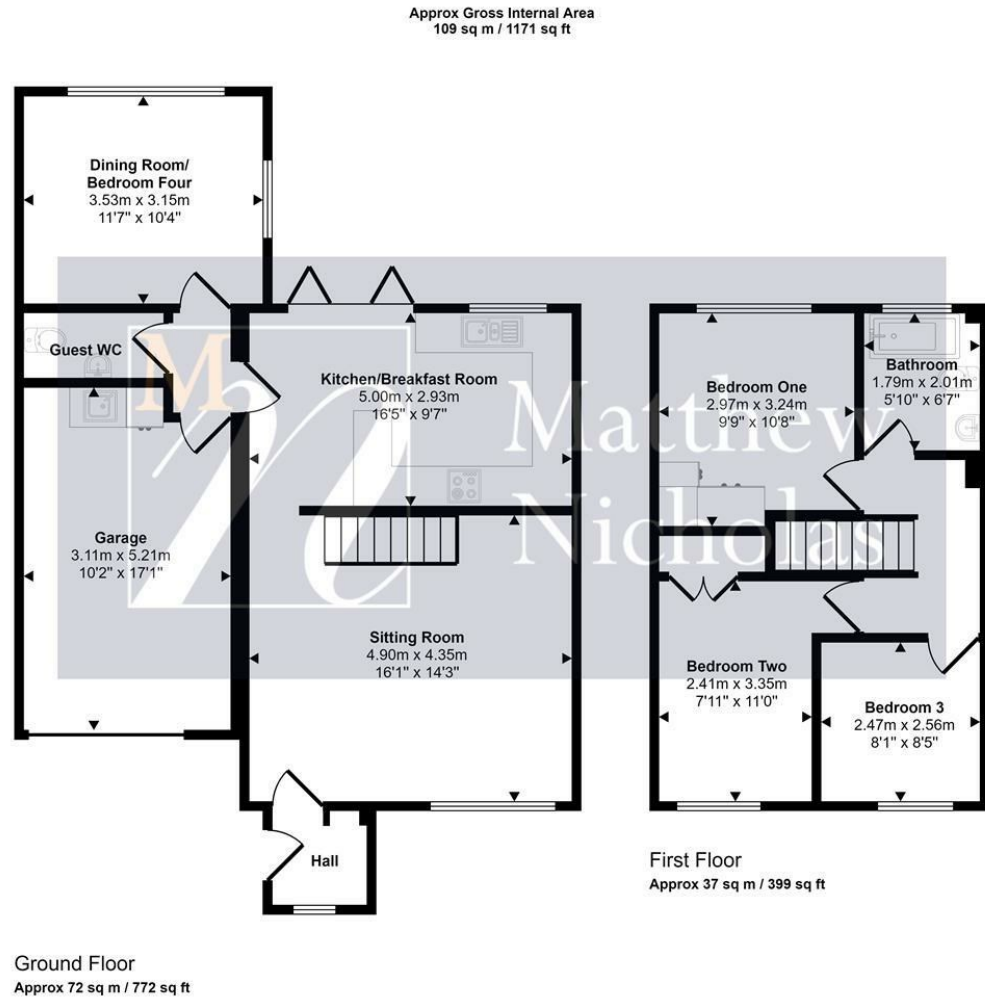 Approx Gross Internal Area
109 sq m / 1171 sq ft
Dining Room/
Bedroom Four
3.53m x 3.15m
11'7" x 10'4"
Guest WC
Kitchen/Breakfast Room
5.00m x 2.93m
16'5" x 9'7"
Garage
3.11m x 5.21m
10'2" x 17'1"
Sitting Room
4.90m x 4.35m
16'1" x 14'3"
Hall
Ground Floor
Approx 72 sq m / 772 sq ft
Bedroom One
2.97m x 3.24m
9'9" x 10'8"
Bathroom
1.79m x 2.01m
5'10" x 6'7"
Bedroom Two
2.41m x 3.35m
7'11" x 11'0"
Bedroom 3
2.47m x 2.56m
8'1" x 8'5"
First Floor
Approx 37 sq m / 399 sq ft
M
n
Matthew
Nicholas